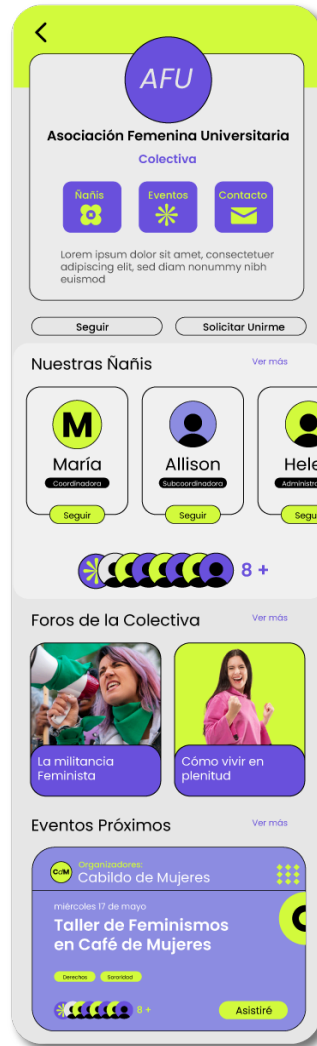 AFU
Asociación Femenina Universitaria
Colectiva
Ñañis
Eventos
Contacto
Lorem ipsum dolor sit amet, consectetuer
adipiscing elit, sed diam nonummy nibh
euismod
Seguir
Solicitar Unirme
Nuestras Ñañis
Ver más
M
María
Coordinadora
Seguir
Allison
Subcoordinadora
Seguir
Hele
Administra
Segu
8 +
Foros de la Colectiva
Ver más
La militancia
Feminista
Cómo vivir en
plenitud
Eventos Próximos
Ver más
CdM
Organizadores:
Cabildo de Mujeres
miércoles 17 de mayo
Taller de Feminismos
en Café de Mujeres
Derechos
Sororidad
8 +
Asistiré